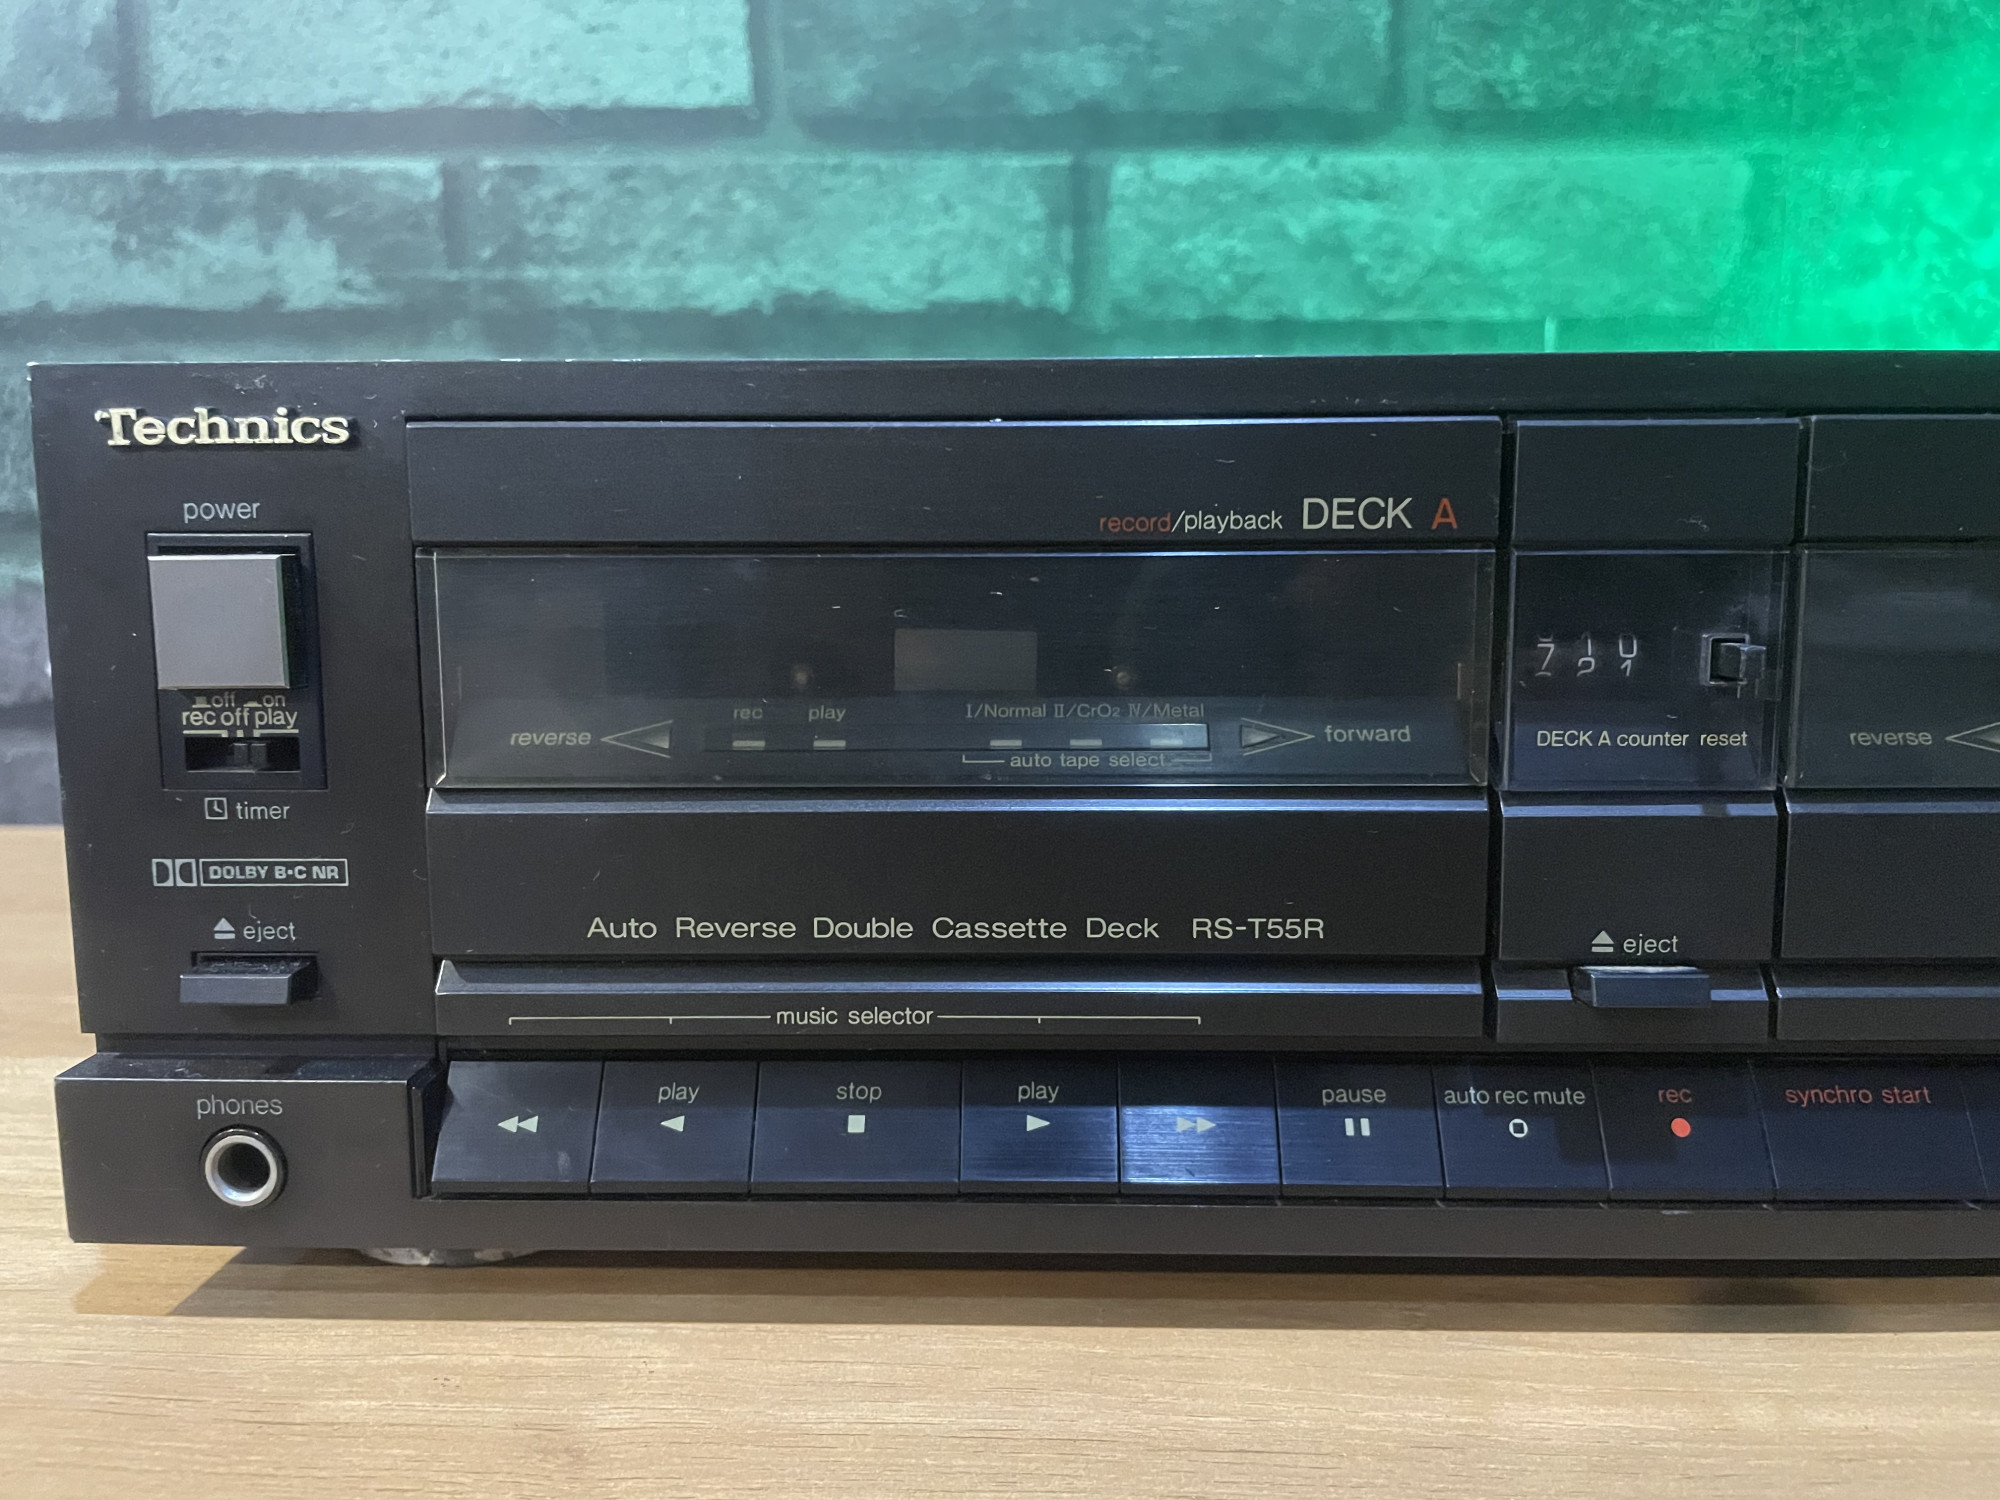 Technics
power
off on
rec off play
timer
DOLBY B·C NR
eject
phones
record/playback DECK A
rec play I/Normal II/CrO2 IV/Metal
reverse forward
auto tape select
Auto Reverse Double Cassette Deck RS-T55R
music selector
play stop play pause auto rec mute rec synchro start
DECK A counter reset
eject
reverse